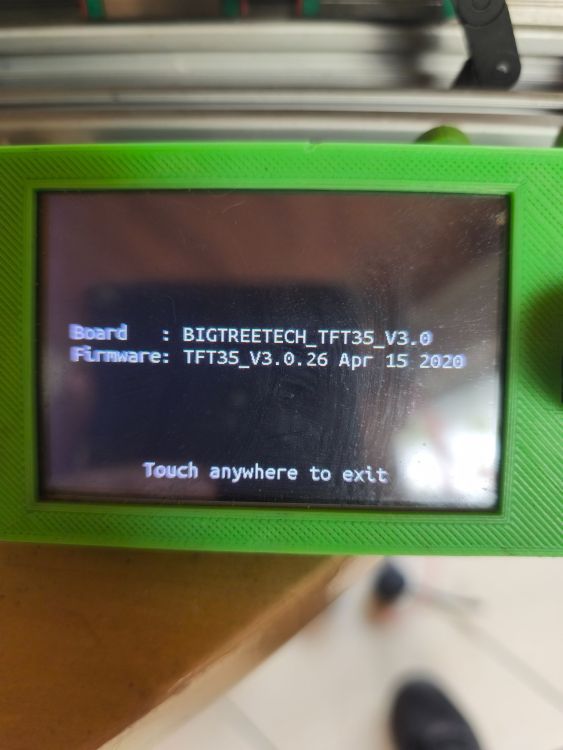 Board   : BIGTREETECH_TFT35_V3.0
Firmware: TFT35_V3.0.26 Apr 15 2020
Touch anywhere to exit